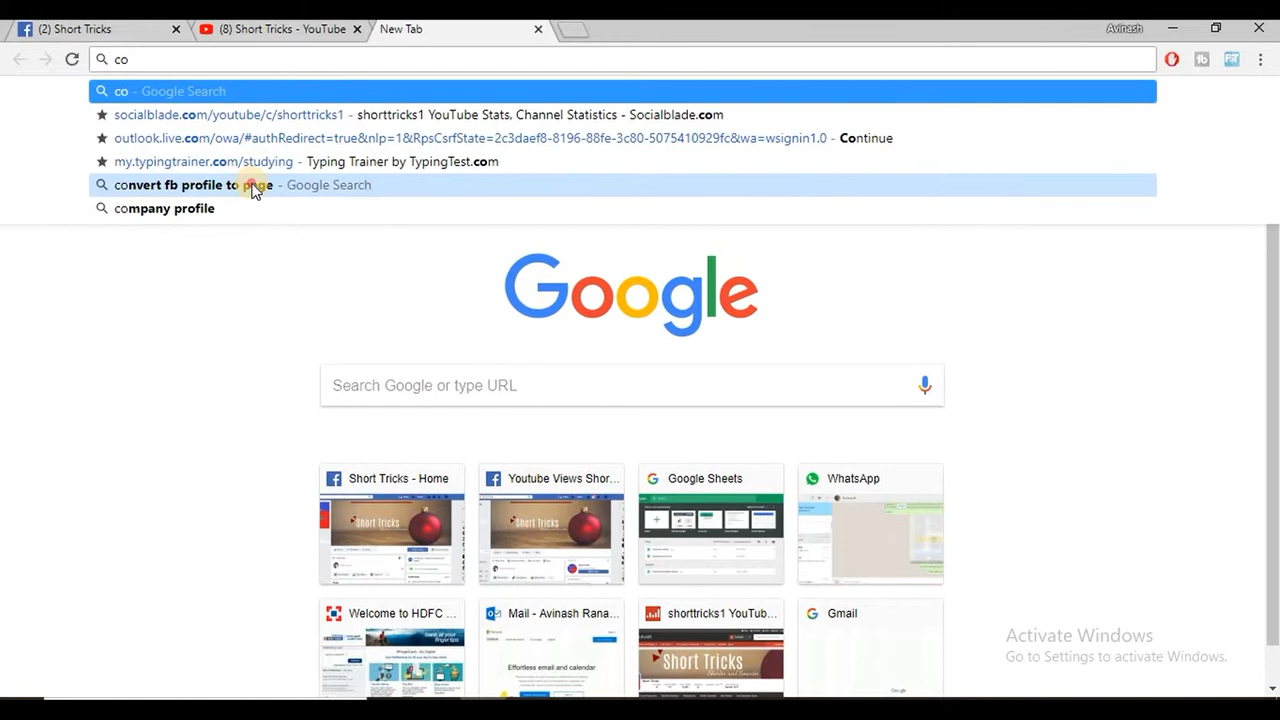 (2) Short Tricks
(8) Short Tricks - YouTube
New Tab
Avinash
co
co - Google Search
socialblade.com/youtube/c/shorttricks1 - shorttricks1 YouTube Stats, Channel Statistics - Socialblade.com
outlook.live.com/owa/#authRedirect=true&nlp=1&RpsCsrfState=2c3daef8-8196-88fe-3c80-5075410929fc&wa=wsignin1.0 - Continue
my.typingtrainer.com/studying - Typing Trainer by TypingTest.com
convert fb profile to page - Google Search
company profile
Google
Search Google or type URL
Short Tricks - Home
Youtube Views Shor...
Google Sheets
WhatsApp
Short Tricks
Short Tricks
Welcome to HDFC ...
Mail - Avinash Rana...
shorttricks1 YouTub...
Gmail
Effortless email and calendar
Short Tricks
Google
Activate Windows
Go to Settings to activate Windows.